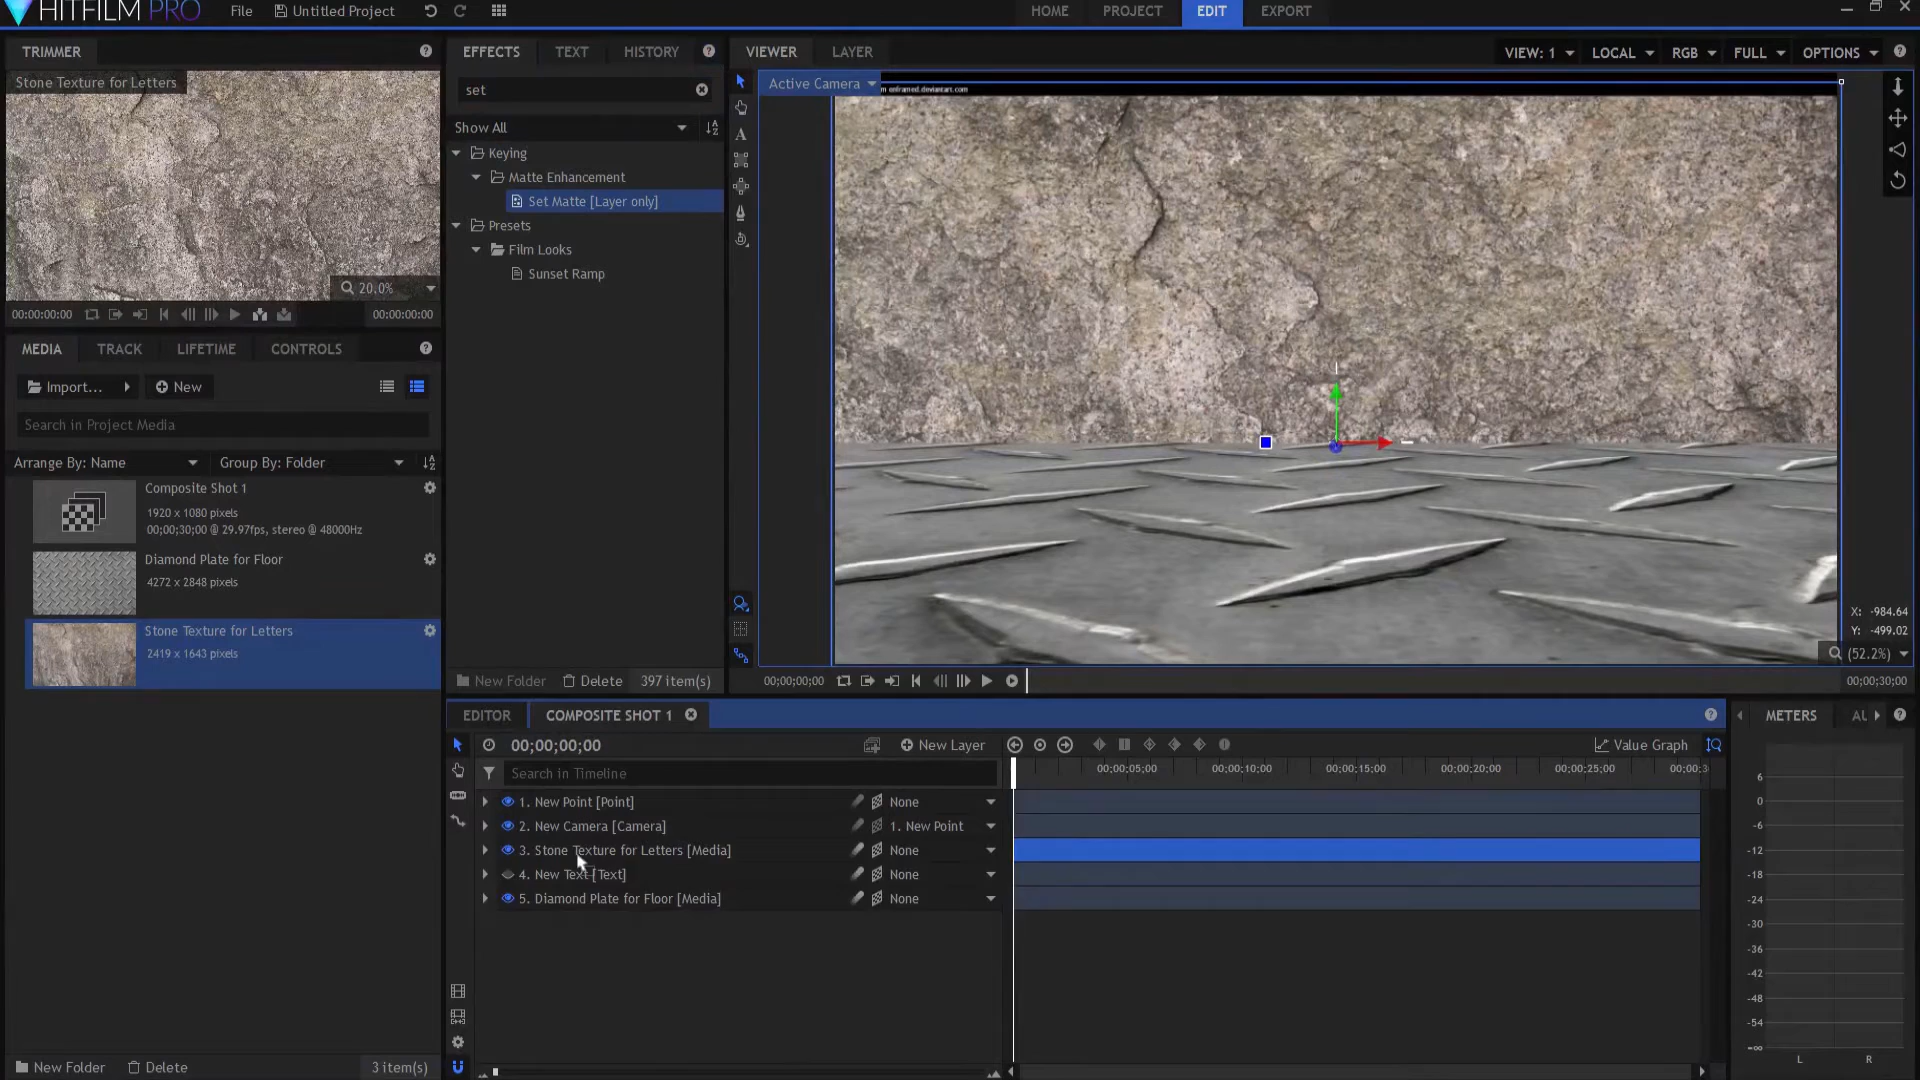 HITFILM PRO
File
Untitled Project
HOME
PROJECT
EDIT
EXPORT
TRIMMER
Stone Texture for Letters
20.0%
00:00:00:00
00:00:00:00
EFFECTS
TEXT
HISTORY
set
Show All
Keying
Matte Enhancement
Set Matte [Layer only]
Presets
Film Looks
Sunset Ramp
New Folder
Delete
397 item(s)
VIEWER
LAYER
VIEW: 1
LOCAL
RGB
FULL
OPTIONS
Active Camera
enframed.deviantart.com
X: -984.64
Y: -499.02
(52.2%)
00;00;00;00
00;00;30;00
MEDIA
TRACK
LIFETIME
CONTROLS
Import...
New
Search in Project Media
Arrange By: Name
Group By: Folder
Composite Shot 1
1920 x 1080 pixels
00;00;30;00 @ 29.97fps, stereo @ 48000Hz
Diamond Plate for Floor
4272 x 2848 pixels
Stone Texture for Letters
2419 x 1643 pixels
New Folder
Delete
3 item(s)
EDITOR
COMPOSITE SHOT 1
00;00;00;00
New Layer
Value Graph
Search in Timeline
00;00;05;00
00;00;10;00
00;00;15;00
00;00;20;00
00;00;25;00
00;00;3
1. New Point [Point]
None
2. New Camera [Camera]
1. New Point
3. Stone Texture for Letters [Media]
None
4. New Text [Text]
None
5. Diamond Plate for Floor [Media]
None
METERS
AU
6
0
-6
-12
-18
-24
-30
-36
-42
-48
-54
-∞
L
R